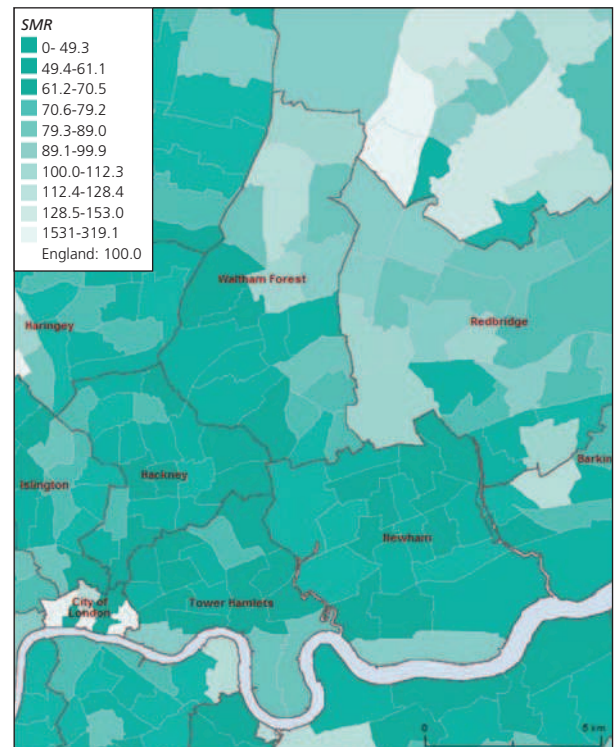 SMR
0- 49.3
49.4-61.1
61.2-70.5
70.6-79.2
79.3-89.0
89.1-99.9
100.0-112.3
112.4-128.4
128.5-153.0
1531-319.1
England: 100.0
Waltham Forest
Haringey
Redbridge
Barkin
Hackney
Islington
Newham
City of
London
Tower Hamlets
0
5 km